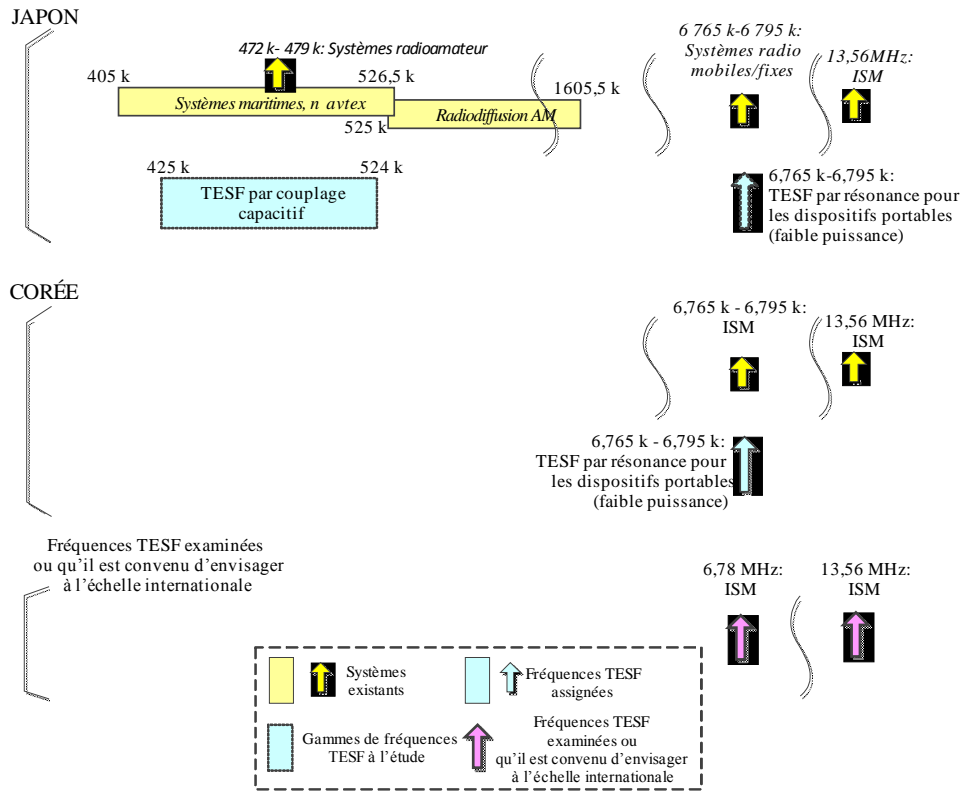 JAPON
472 k- 479 k: Systèmes radioamateur
405 k
526,5 k
Systèmes maritimes, n avtex
525 k
Radiodiffusion AM
1605,5 k
6 765 k-6 795 k:
Systèmes radio
mobiles/fixes
13,56MHz:
ISM
425 k
524 k
TESF par couplage
capacitif
6,765 k-6,795 k:
TESF par résonance pour
les dispositifs portables
(faible puissance)
CORÉE
6,765 k - 6,795 k:
ISM
13,56 MHz:
ISM
6,765 k - 6,795 k:
TESF par résonance pour
les dispositifs portables
(faible puissance)
Fréquences TESF examinées
ou qu'il est convenu d'envisager
à l'échelle internationale
6,78 MHz:
ISM
13,56 MHz:
ISM
Systèmes
existants
Fréquences TESF
assignées
Gammes de fréquences
TESF à l'étude
Fréquences TESF
examinées ou
qu'il est convenu d'envisager
à l'échelle internationale